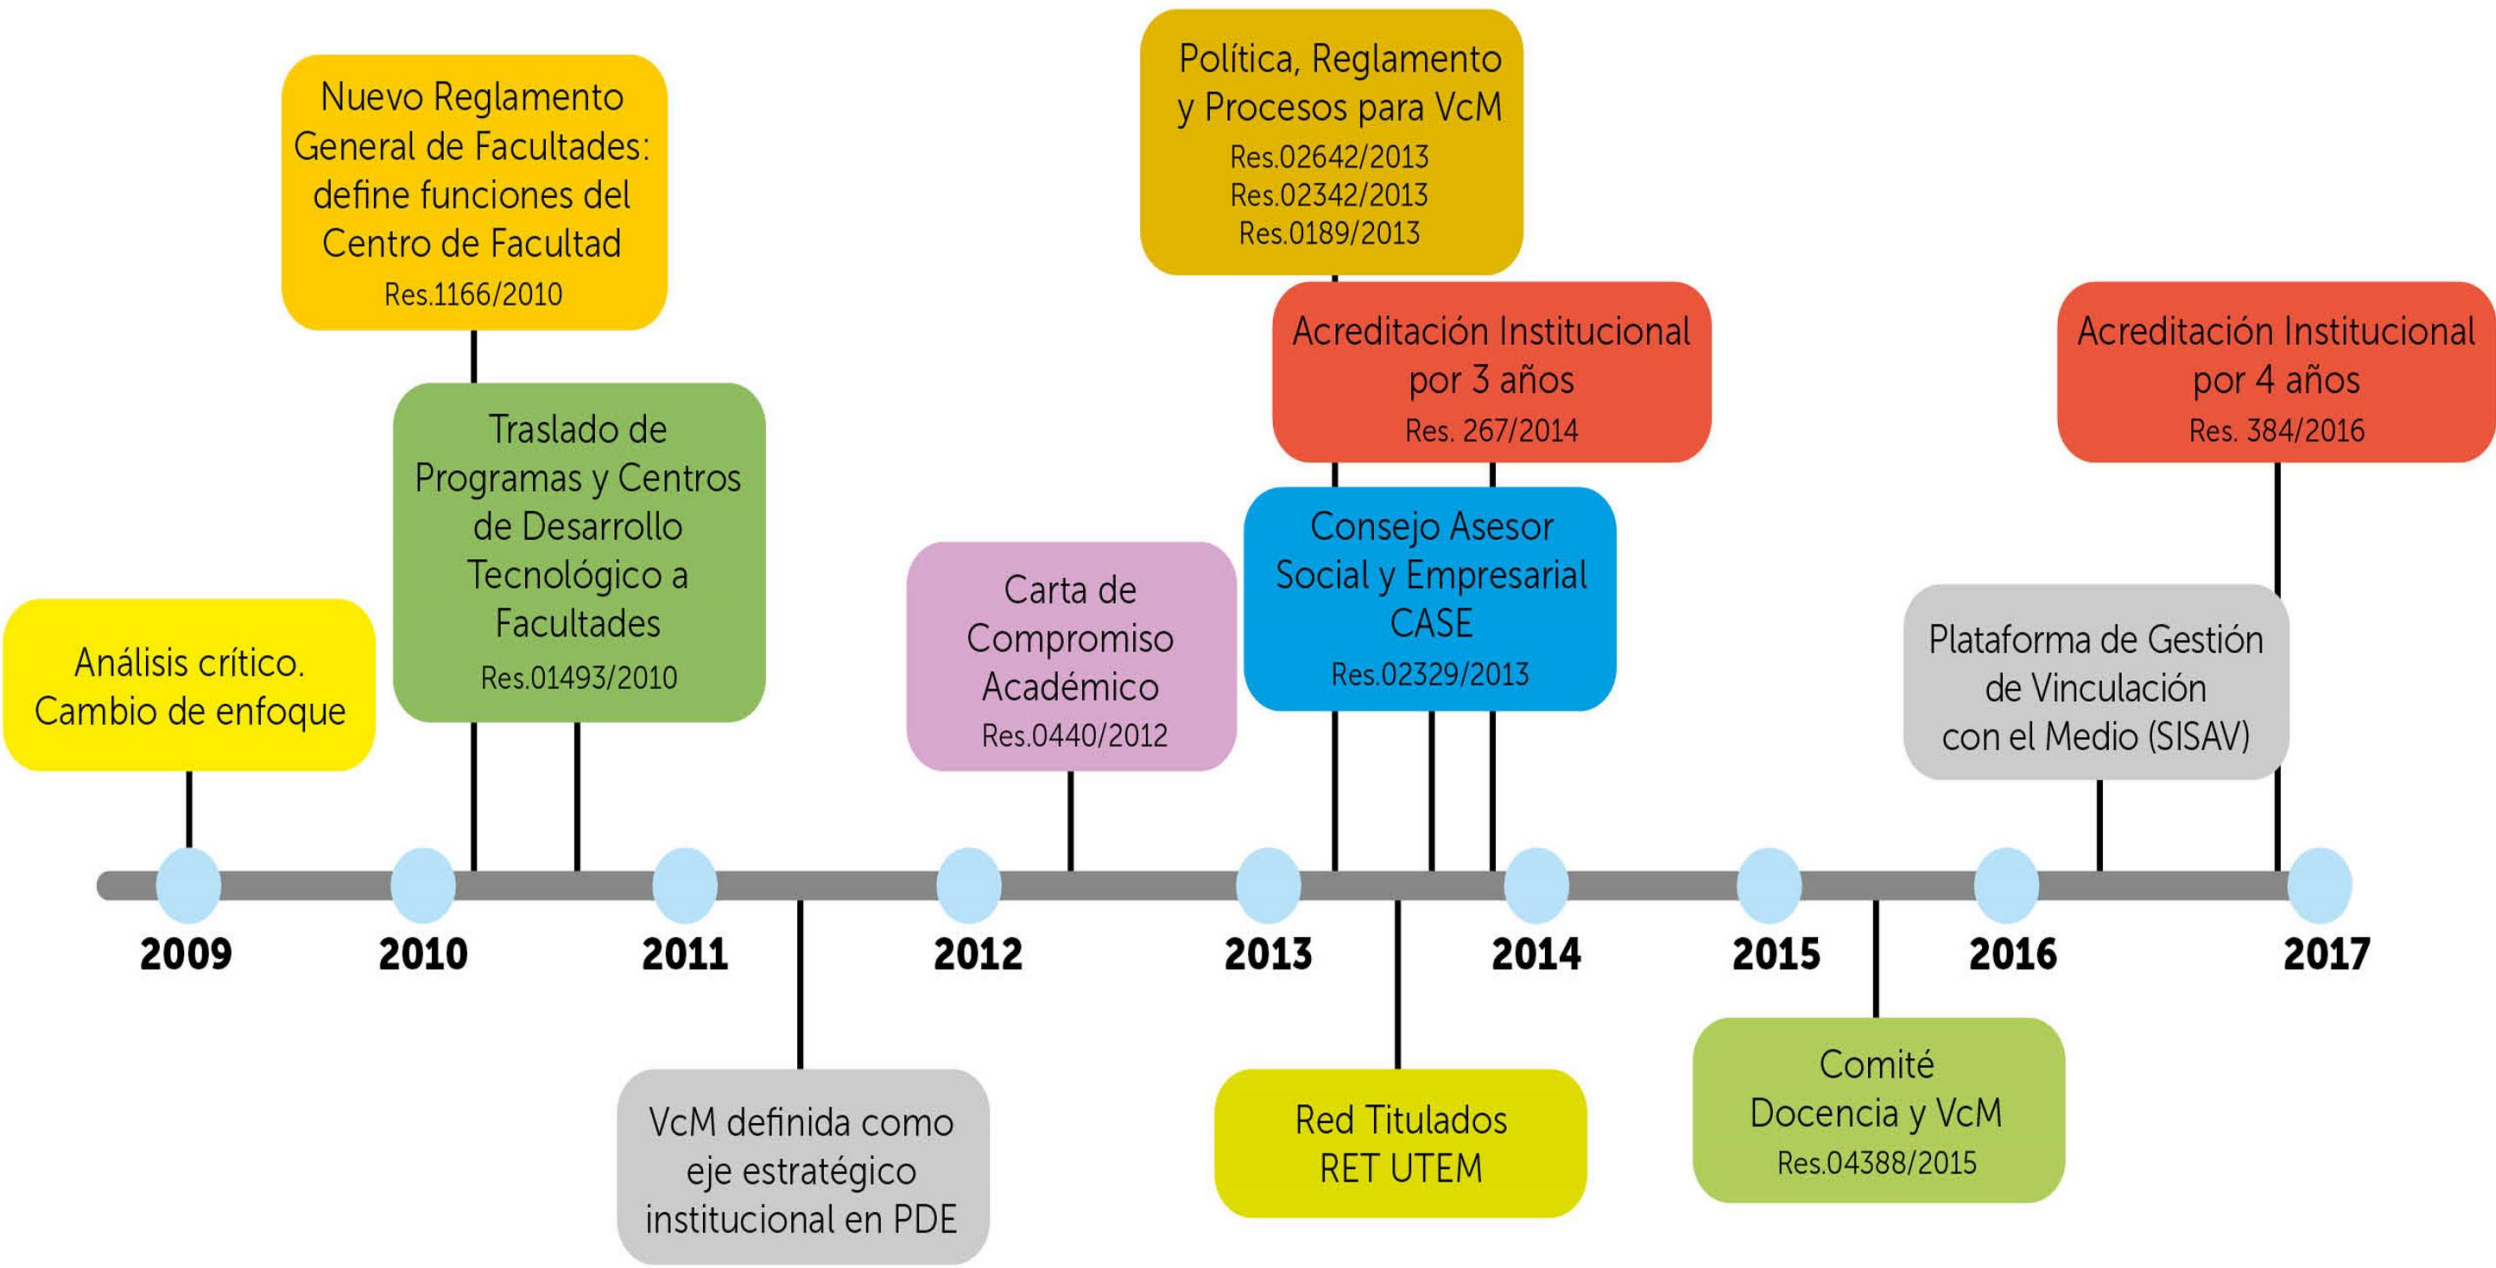 Política, Reglamento
y Procesos para VcM
Res.02642/2013
Res.02342/2013
Res.0189/2013
Nuevo Reglamento
General de Facultades:
define funciones del
Centro de Facultad
Res.1166/2010
Acreditación Institucional
por 3 años
Res. 267/2014
Acreditación Institucional
por 4 años
Res. 384/2016
Traslado de
Programas y Centros
de Desarrollo
Tecnológico a
Facultades
Res.01493/2010
Consejo Asesor
Social y Empresarial
CASE
Res.02329/2013
Carta de
Compromiso
Académico
Res.0440/2012
Plataforma de Gestión
de Vinculación
con el Medio (SISAV)
Análisis crítico.
Cambio de enfoque
2009
2010
2011
2012
2013
2014
2015
2016
2017
VcM definida como
eje estratégico
institucional en PDE
Red Titulados
RET UTEM
Comité
Docencia y VcM
Res.04388/2015